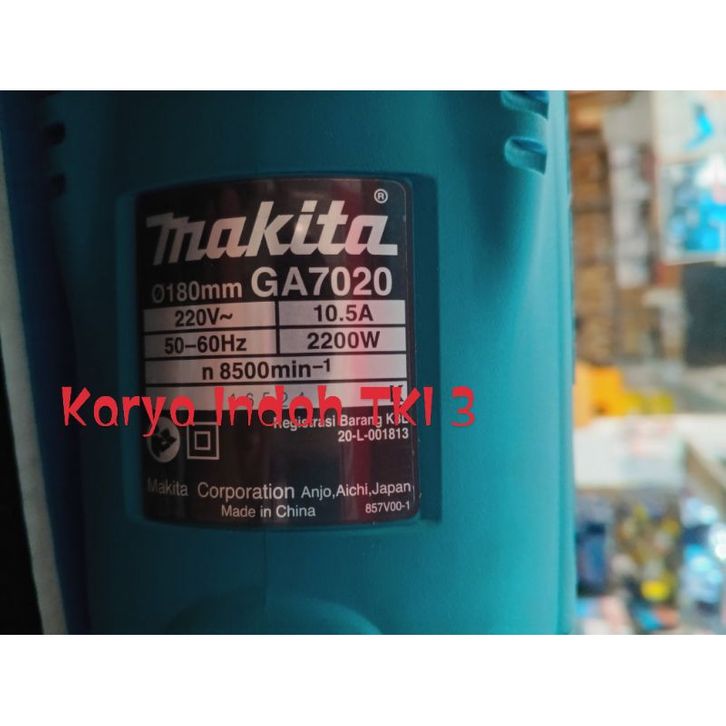 makita®
Ø180mm GA7020
220V~ 10.5A
50–60Hz 2200W
n 8500min-1
Karya Indah TKI 3
Registrasi Barang K3L
20-L-001813
Makita Corporation Anjo,Aichi,Japan
Made in China 857V00-1